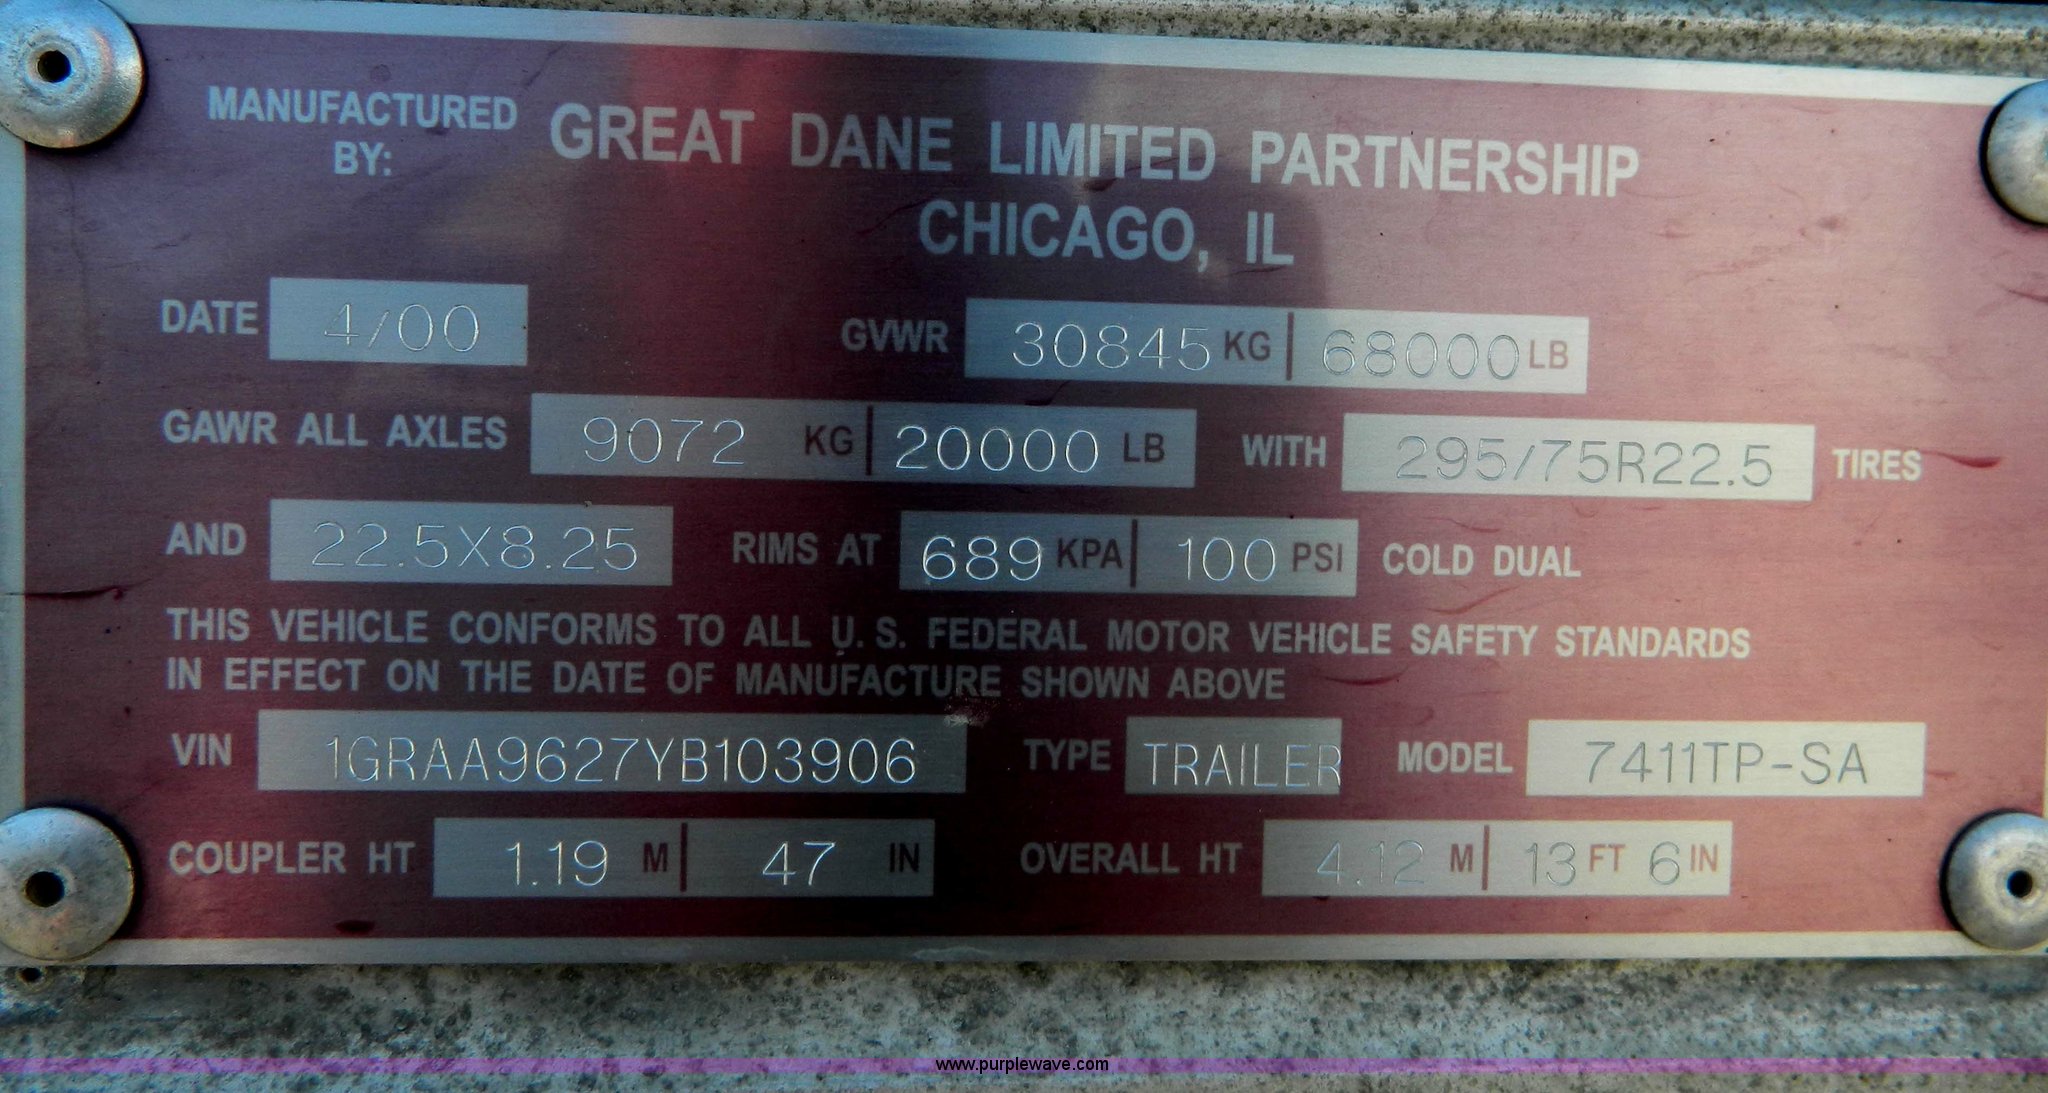 MANUFACTURED BY: GREAT DANE LIMITED PARTNERSHIP
CHICAGO, IL
DATE 4/00 GVWR 30845 KG 68000 LB
GAWR ALL AXLES 9072 KG 20000 LB WITH 295/75R22.5 TIRES
AND 22.5X8.25 RIMS AT 689 KPA 100 PSI COLD DUAL
THIS VEHICLE CONFORMS TO ALL U.S. FEDERAL MOTOR VEHICLE SAFETY STANDARDS
IN EFFECT ON THE DATE OF MANUFACTURE SHOWN ABOVE
VIN 1GRAA9627YB103906 TYPE TRAILER MODEL 7411TP-SA
COUPLER HT 1.19 M 47 IN OVERALL HT 4.12 M 13 FT 6 IN
www.purplewave.com